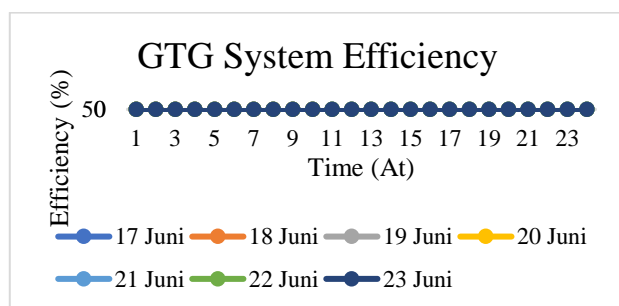 GTG System Efficiency
Efficiency (%)
50
1 3 5 7 9 11 13 15 17 19 21 23
Time (At)
17 Juni 18 Juni 19 Juni 20 Juni
21 Juni 22 Juni 23 Juni